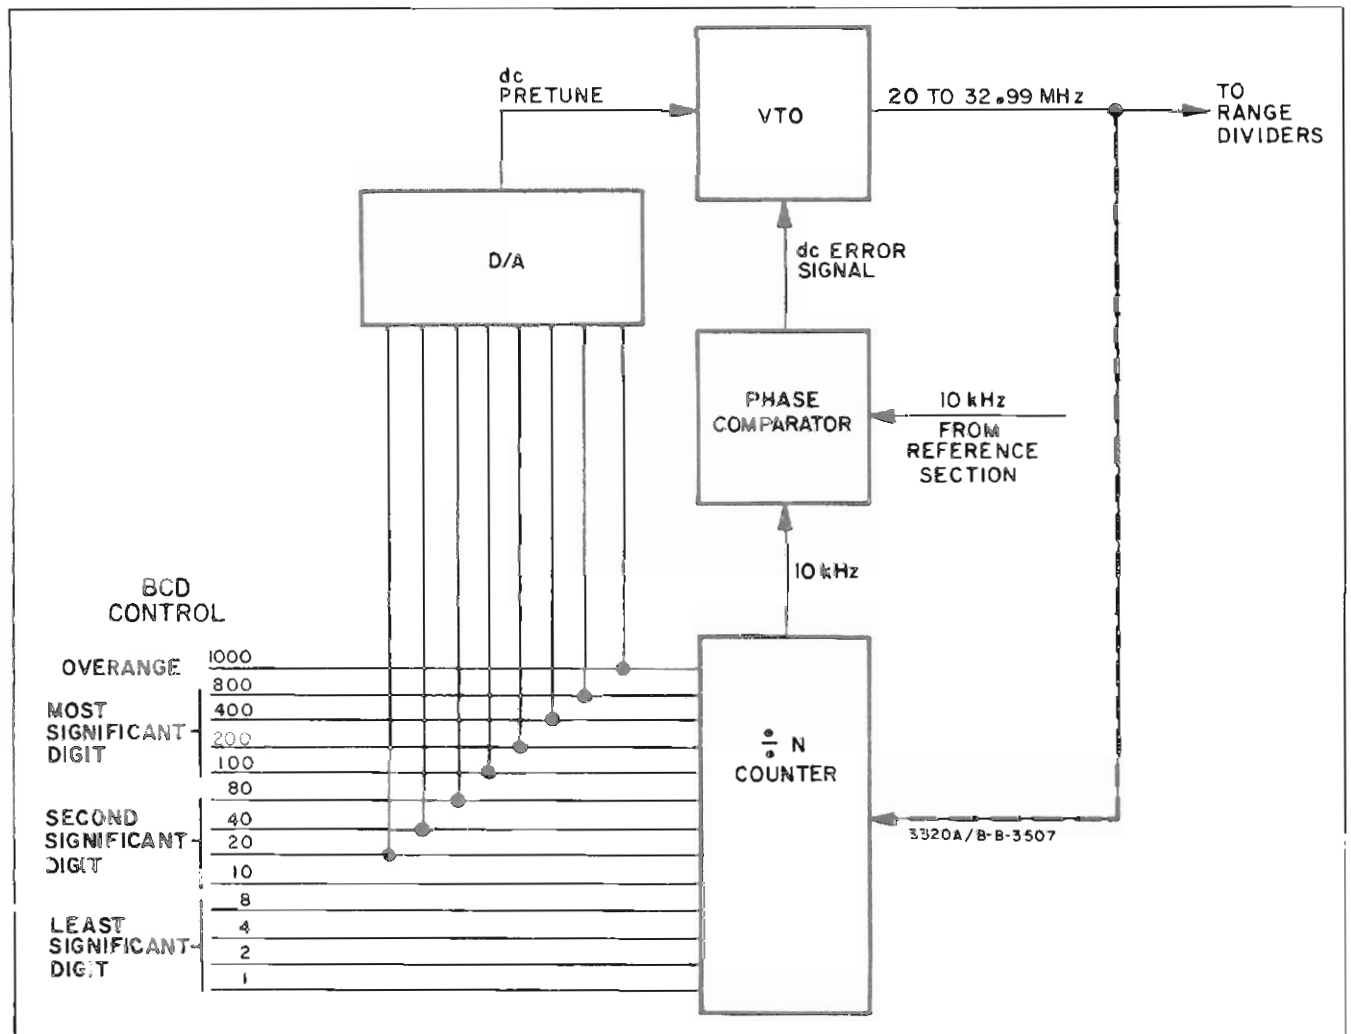 dc
PRETUNE
VTO
20 TO 32.99 MHz
TO
RANGE
DIVIDERS
D/A
dc ERROR
SIGNAL
PHASE
COMPARATOR
10 kHz
FROM
REFERENCE
SECTION
10 kHz
BCD
CONTROL
OVERANGE
1000
MOST
SIGNIFICANT
DIGIT
800
400
200
100
SECOND
SIGNIFICANT
DIGIT
80
40
20
10
LEAST
SIGNIFICANT
DIGIT
8
4
2
1
÷ N
COUNTER
3320A/B-B-3507